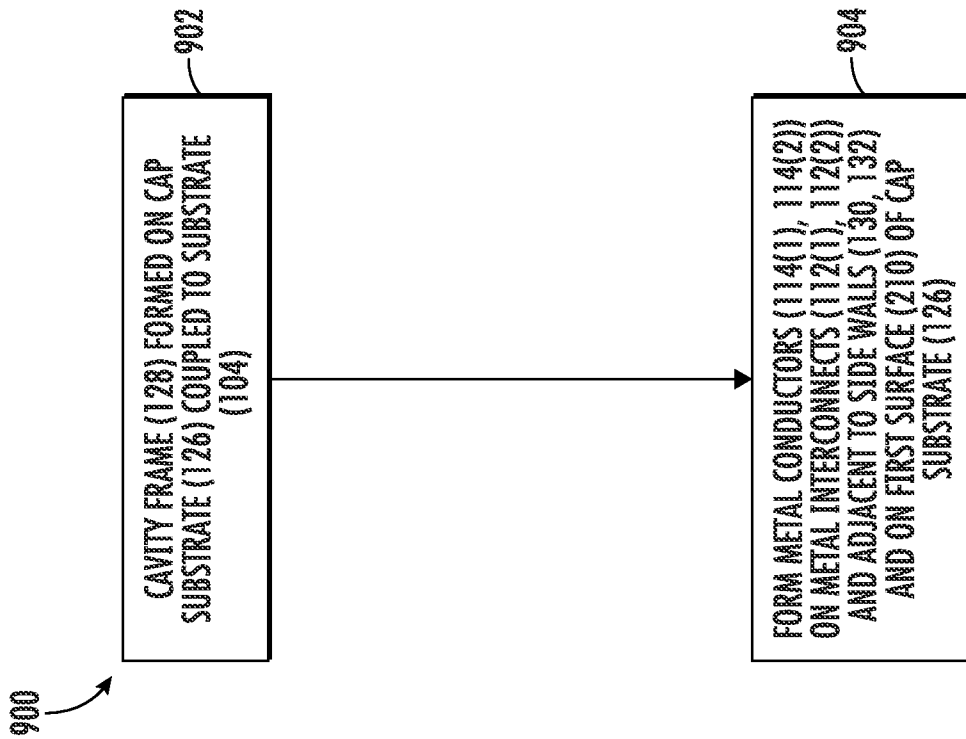 900
902
CAVITY FRAME (128) FORMED ON CAP
SUBSTRATE (126) COUPLED TO SUBSTRATE
(104)
904
FORM METAL CONDUCTORS (114(1), 114(2))
ON METAL INTERCONNECTS (112(1), 112(2))
AND ADJACENT TO SIDE WALLS (130, 132)
AND ON FIRST SURFACE (210) OF CAP
SUBSTRATE (126)